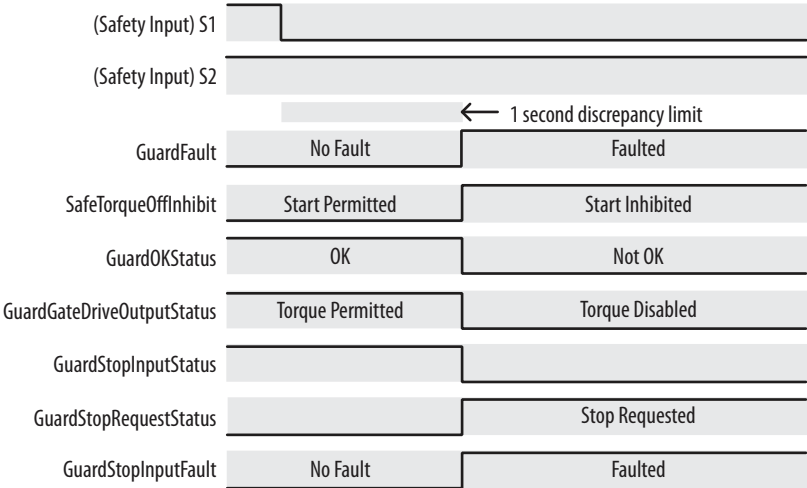 (Safety Input) S1
(Safety Input) S2
1 second discrepancy limit
GuardFault No Fault Faulted
SafeTorqueOffInhibit Start Permitted Start Inhibited
GuardOKStatus OK Not OK
GuardGateDriveOutputStatus Torque Permitted Torque Disabled
GuardStopInputStatus
GuardStopRequestStatus Stop Requested
GuardStopInputFault No Fault Faulted